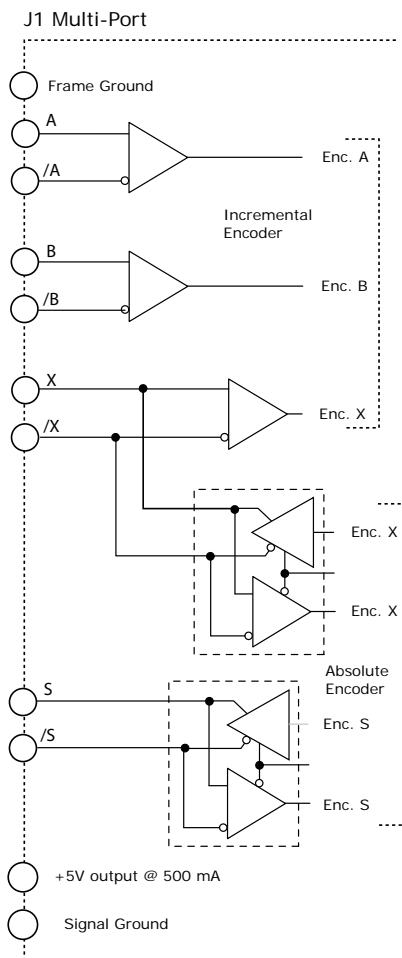 J1 Multi-Port
Frame Ground
A
/A
Enc. A
Incremental
Encoder
B
/B
Enc. B
X
/X
Enc. X
Enc. X
Enc. X
Absolute
Encoder
S
/S
Enc. S
Enc. S
+5V output @ 500 mA
Signal Ground